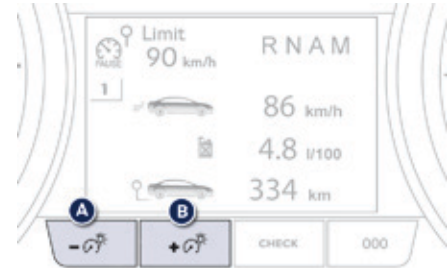 Limit
90 km/h
PAUSE
R N A M
1
86 km/h
4.8 l/100
334 km
A
B
-
+
CHECK
000